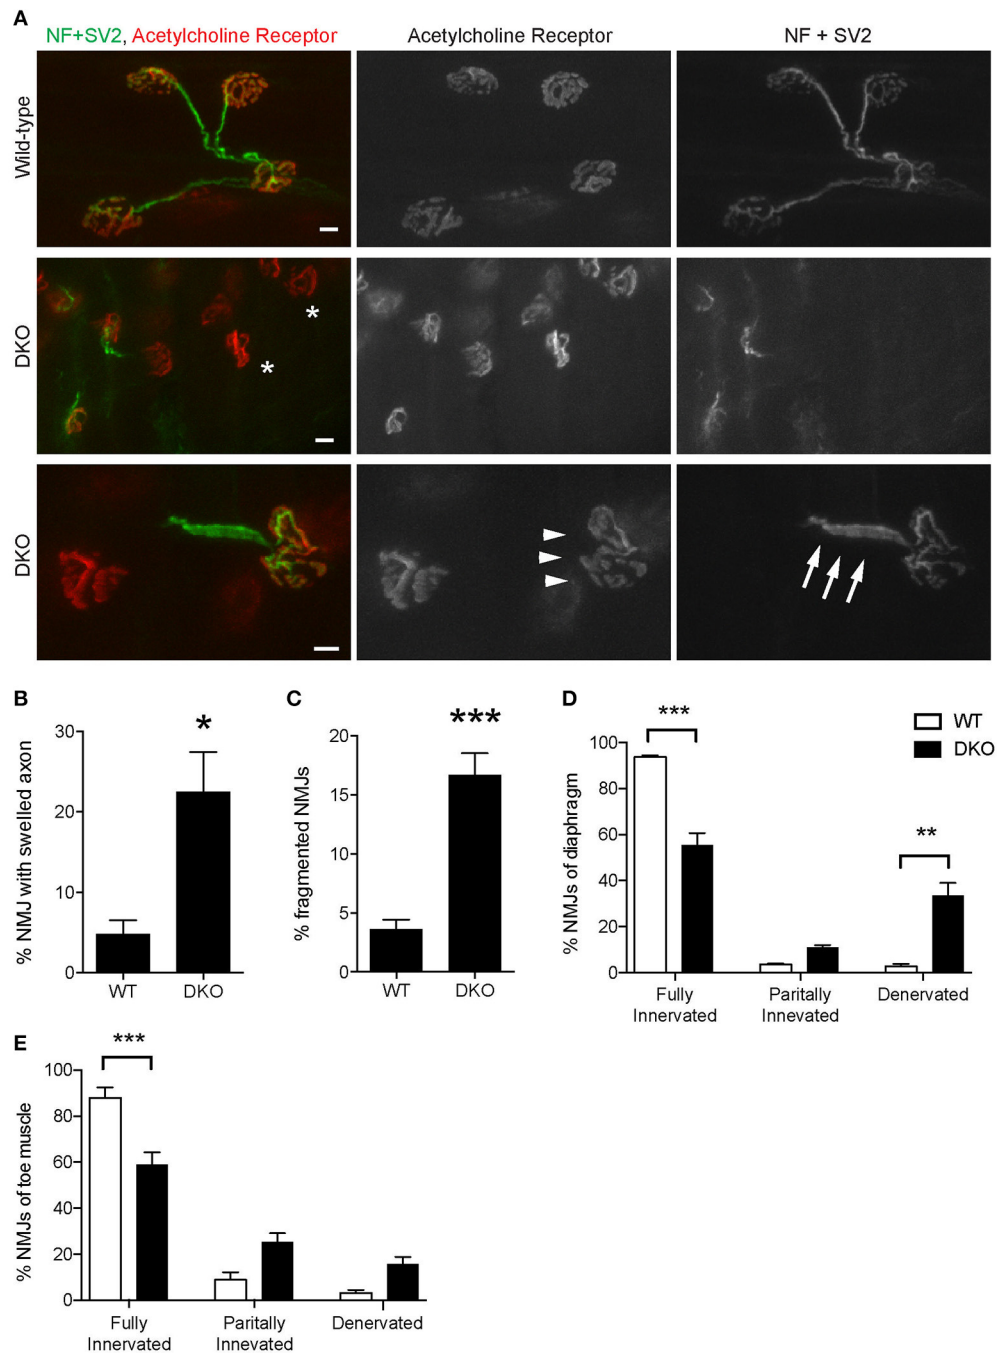 A
NF+SV2, Acetylcholine Receptor
Acetylcholine Receptor
NF + SV2
Wild-type
DKO
*
*
DKO
B
% NMJ with swelled axon
30
20
10
0
*
WT
DKO
C
% fragmented NMJs
20
15
10
5
0
***
WT
DKO
D
% NMJs of diaphragm
100
80
60
40
20
0
***
**
WT
DKO
Fully
Innervated
Paritally
Innevated
Denervated
E
% NMJs of toe muscle
100
80
60
40
20
0
***
Fully
Innervated
Paritally
Innevated
Denervated